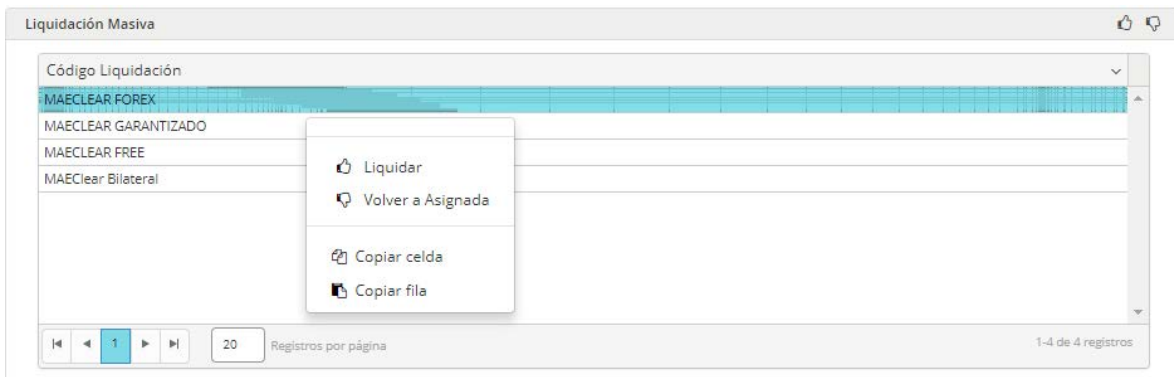 Liquidación Masiva
Código Liquidación
MAECLEAR FOREX
MAECLEAR GARANTIZADO
MAECLEAR FREE
MAEClear Bilateral
Liquidar
Volver a Asignada
Copiar celda
Copiar fila
1 20 Registros por página 1-4 de 4 registros